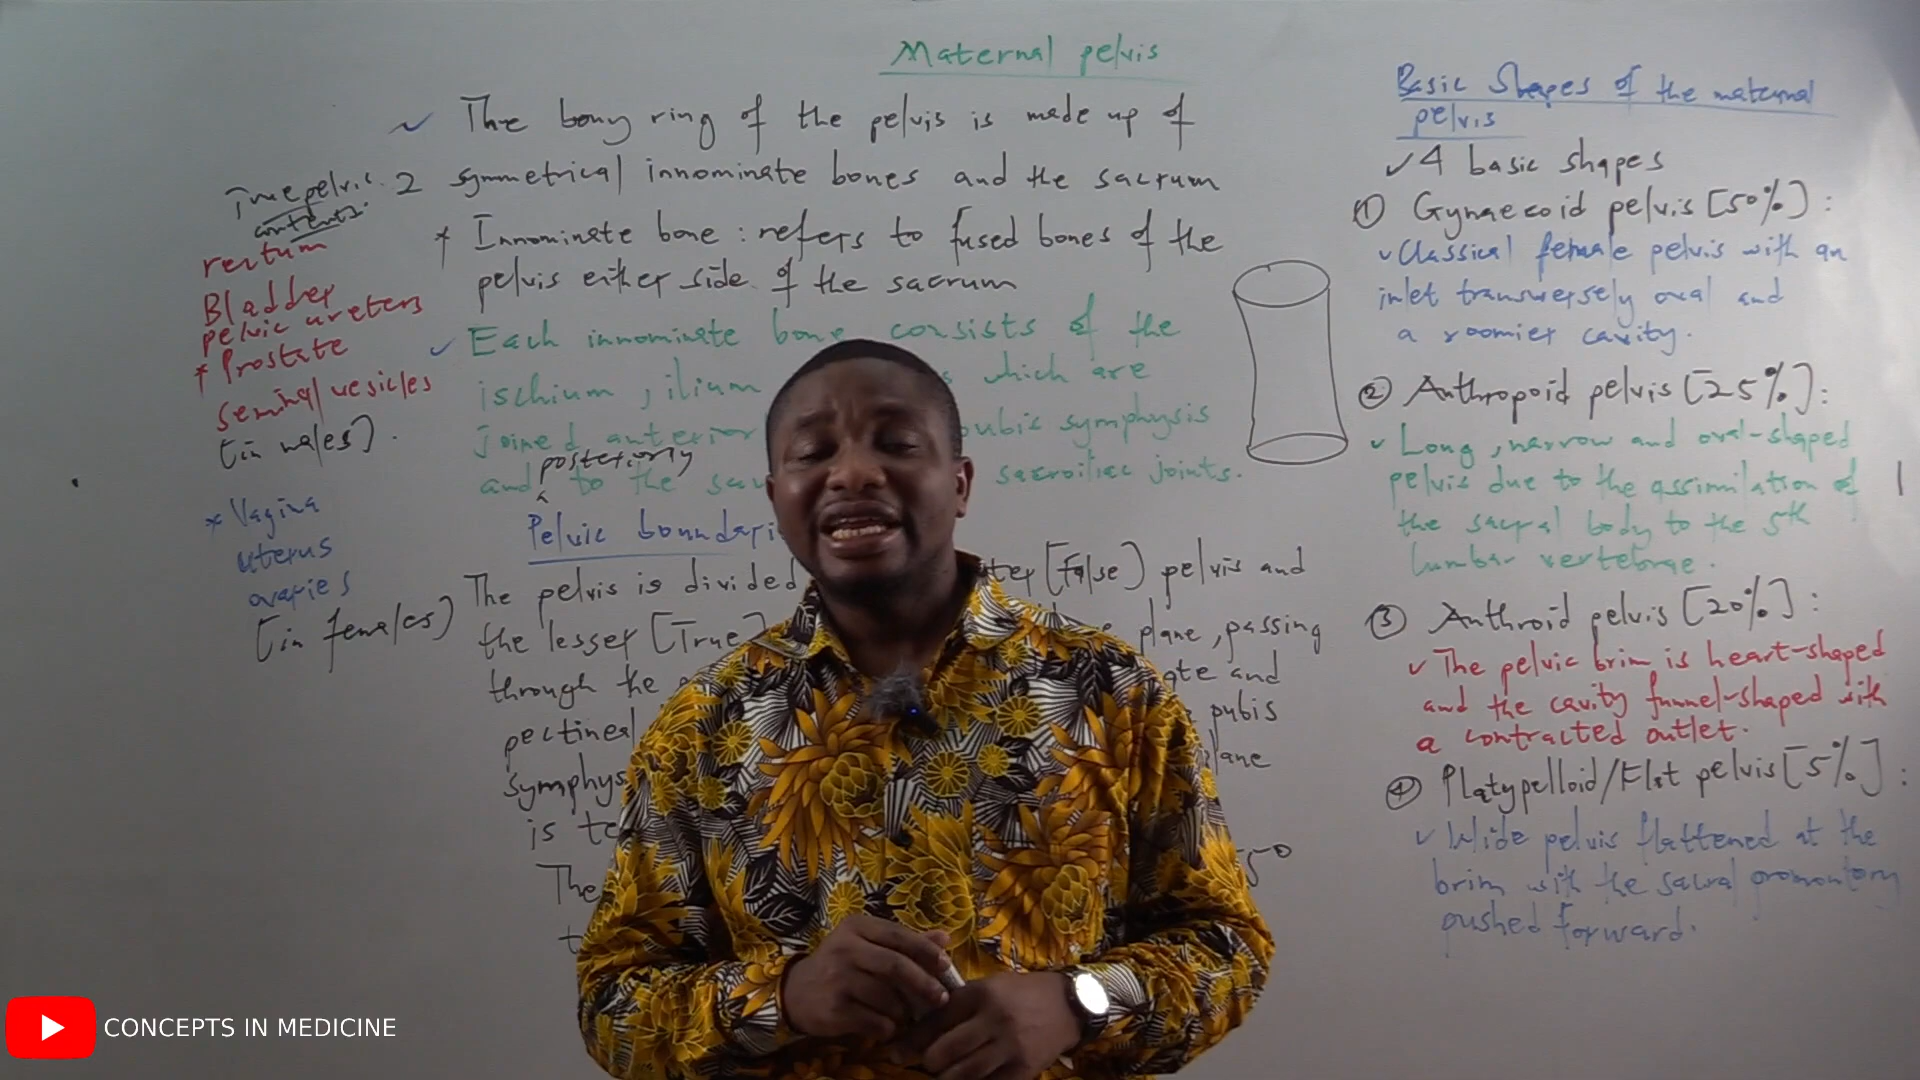 Maternal pelvis
✓ The bony ring of the pelvis is made up of
2 symmetrical innominate bones and the sacrum
* Innominate bone : refers to fused bones of the
pelvis either side of the sacrum
✓ Each innominate bone consists of the
ischium, ilium which are
joined anterior pubic symphysis
posteriorly
and to the sacroiliac joints.
Pelvic boundari
The pelvis is divided (False) pelvis and
the lesser [True] plane, passing
through the and
pectineal pubis
symphys plane
is
The 5°
True pelvis
contents:
rectum
Bladder
pelvic ureters
* Prostate
seminal vesicles
[in males].
* Vagina
uterus
ovaries
[in females]
Basic Shapes of the maternal
pelvis
✓ 4 basic shapes
① Gynaecoid pelvis [50%] :
✓ Classical female pelvis with an
inlet transversely oval and
a roomier cavity.
② Anthropoid pelvis [25%] :
✓ Long, narrow and oval-shaped
pelvis due to the assimilation of
the sacral body to the 5th
lumbar vertebrae.
③ Anthroid pelvis [20%] :
✓ The pelvic brim is heart-shaped
and the cavity funnel-shaped with
a contracted outlet.
④ Platypelloid/Flat pelvis [5%] :
✓ Wide pelvis flattened at the
brim with the sacral promontory
pushed forward.
CONCEPTS IN MEDICINE